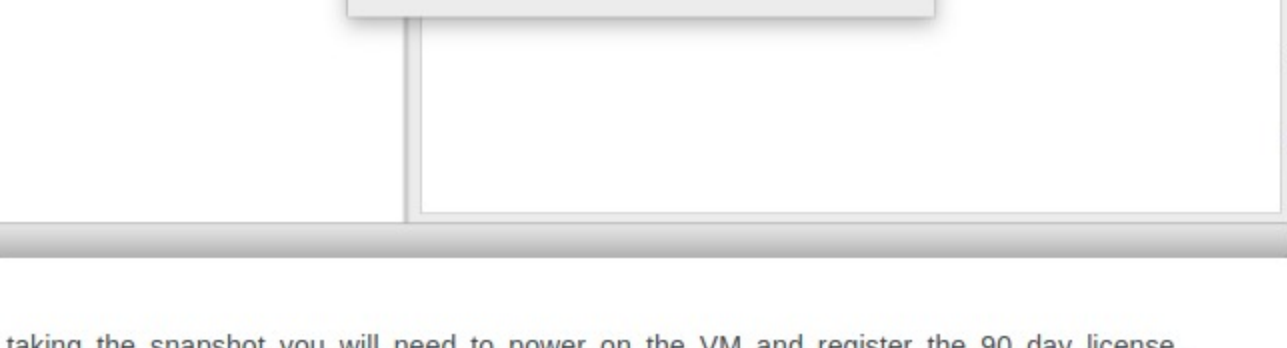 taking the snapshot you will need to power on the VM and register the 90 day license